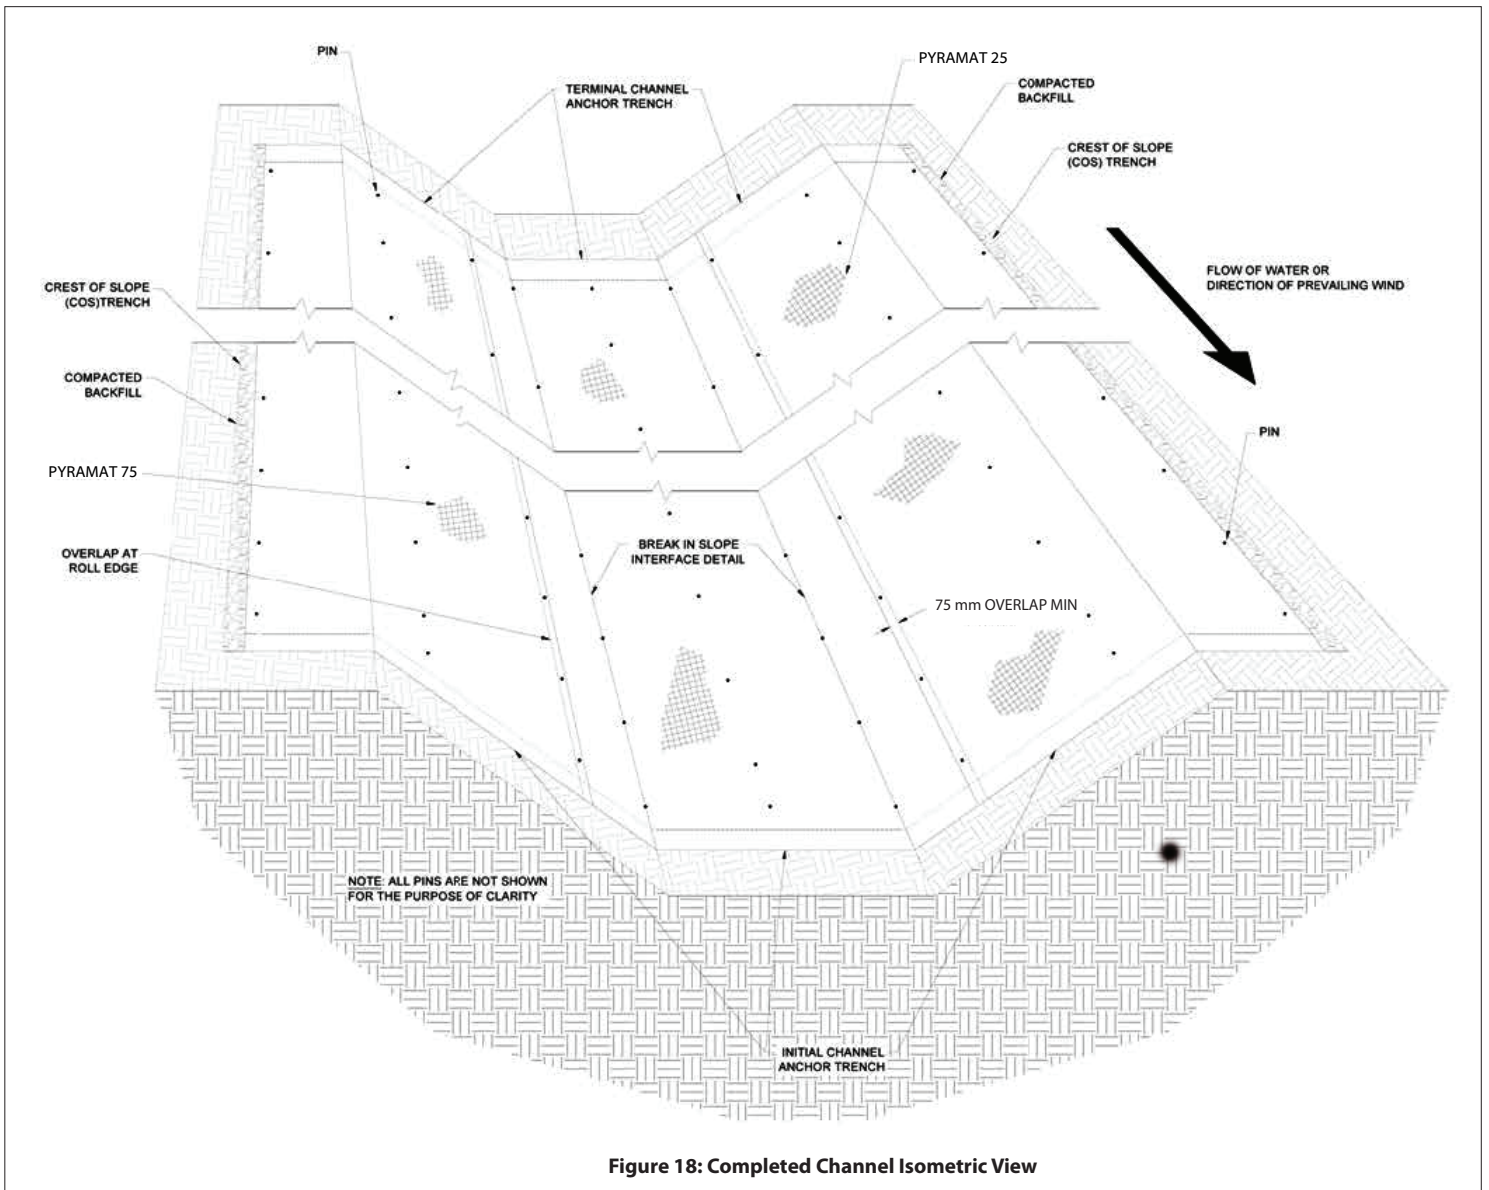 PIN
PYRAMAT 25
TERMINAL CHANNEL
ANCHOR TRENCH
COMPACTED
BACKFILL
CREST OF SLOPE
(COS) TRENCH
FLOW OF WATER OR
DIRECTION OF PREVAILING WIND
CREST OF SLOPE
(COS)TRENCH
COMPACTED
BACKFILL
PIN
PYRAMAT 75
OVERLAP AT
ROLL EDGE
BREAK IN SLOPE
INTERFACE DETAIL
75 mm OVERLAP MIN
NOTE: ALL PINS ARE NOT SHOWN
FOR THE PURPOSE OF CLARITY
INITIAL CHANNEL
ANCHOR TRENCH
Figure 18: Completed Channel Isometric View